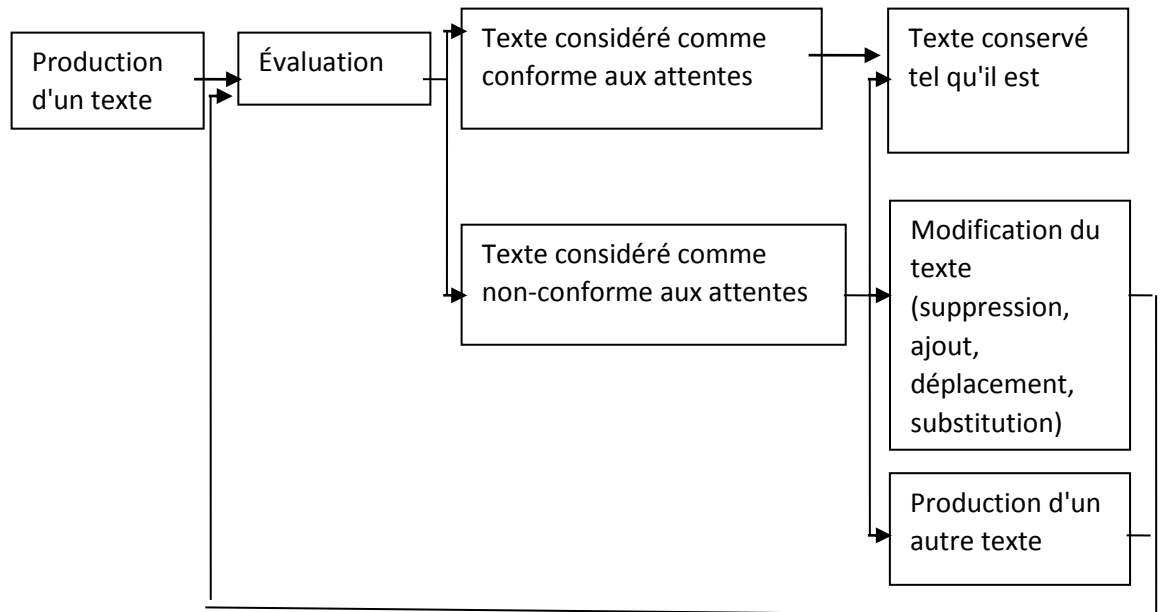 Production
d'un texte
Évaluation
Texte considéré comme
conforme aux attentes
Texte conservé
tel qu'il est
Texte considéré comme
non-conforme aux attentes
Modification du
texte
(suppression,
ajout,
déplacement,
substitution)
Production d'un
autre texte